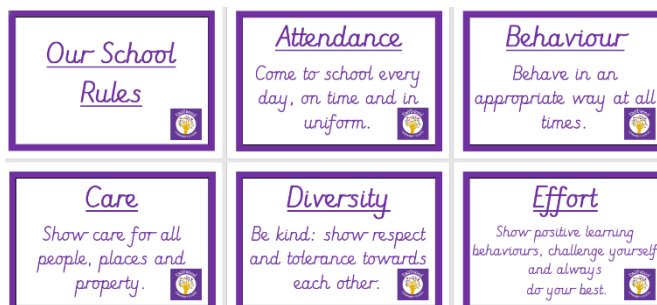 Our School
Rules
Attendance
Come to school every
day, on time and in
uniform.
Behaviour
Behave in an
appropriate way at all
times.
Care
Show care for all
people, places and
property.
Diversity
Be kind: show respect
and tolerance towards
each other.
Effort
Show positive learning
behaviours, challenge yourself
and always
do your best.